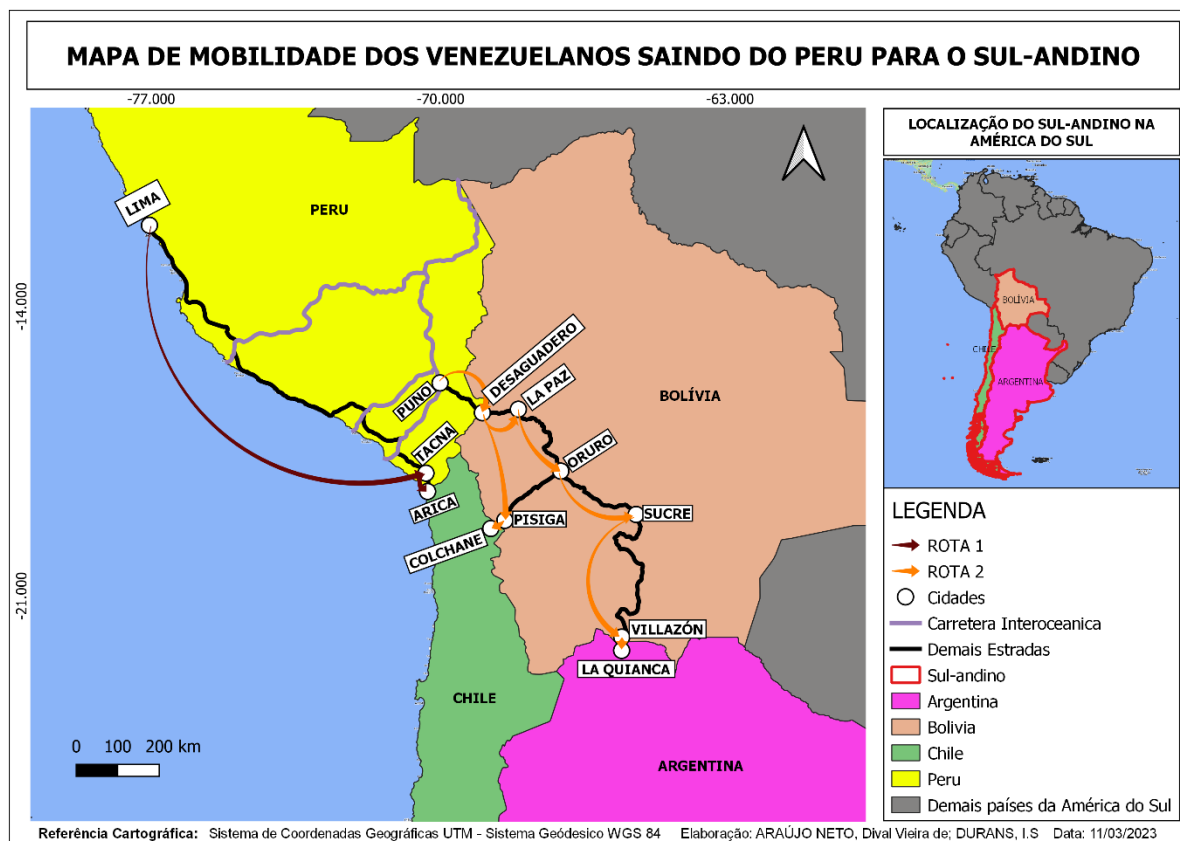 MAPA DE MOBILIDADE DOS VENEZUELANOS SAINDO DO PERU PARA O SUL-ANDINO
-77.000
-70.000
-63.000
-14.000
-21.000
LIMA
PERU
PUNO
DESAGUADERO
LA PAZ
BOLÍVIA
TACNA
ORURO
ARICA
PISIGA
SUCRE
COLCHANE
VILLAZÓN
LA QUIANCA
CHILE
ARGENTINA
0 100 200 km
LOCALIZAÇÃO DO SUL-ANDINO NA
AMÉRICA DO SUL
BOLÍVIA
CHILE
ARGENTINA
LEGENDA
ROTA 1
ROTA 2
Cidades
Carretera Interoceanica
Demais Estradas
Sul-andino
Argentina
Bolivia
Chile
Peru
Demais países da América do Sul
Referência Cartográfica: Sistema de Coordenadas Geográficas UTM - Sistema Geódesico WGS 84 Elaboração: ARAÚJO NETO, Dival Vieira de; DURANS, I.S Data: 11/03/2023